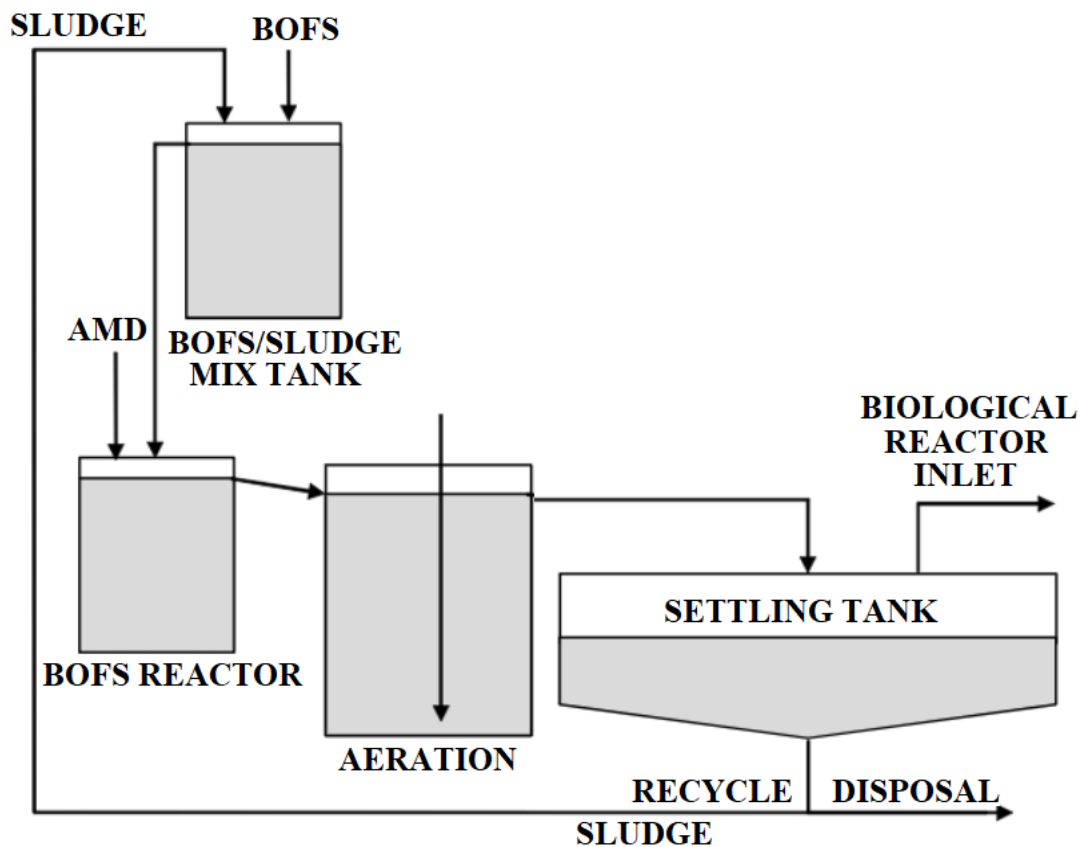 SLUDGE
BOFS
BOFS/SLUDGE
MIX TANK
AMD
BOFS REACTOR
AERATION
BIOLOGICAL
REACTOR
INLET
SETTLING TANK
RECYCLE
DISPOSAL
SLUDGE